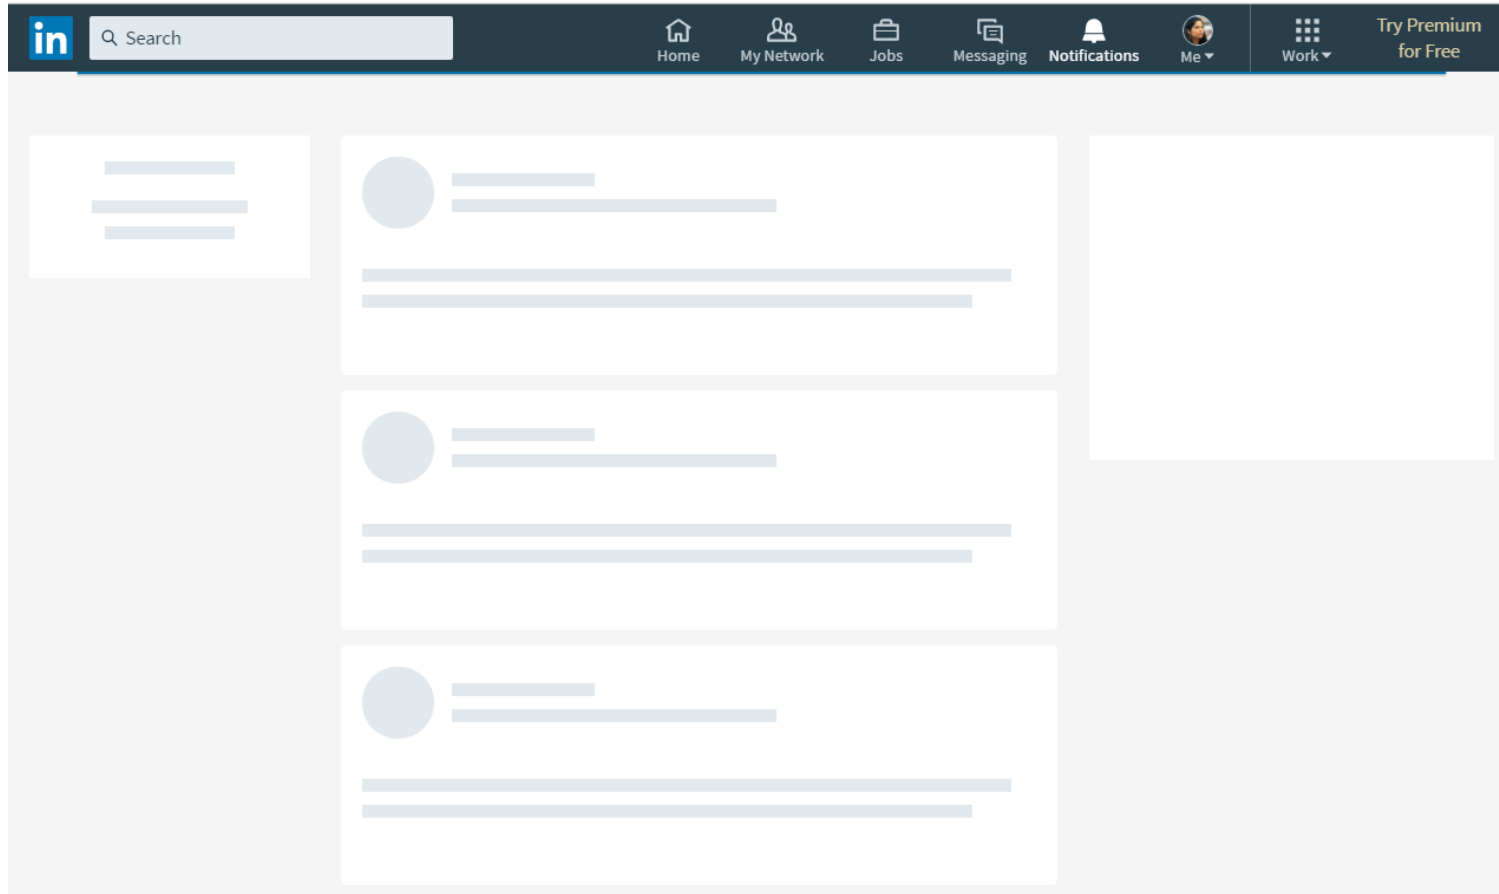 in
Search
Home
My Network
Jobs
Messaging
Notifications
Me
Work
Try Premium
for Free